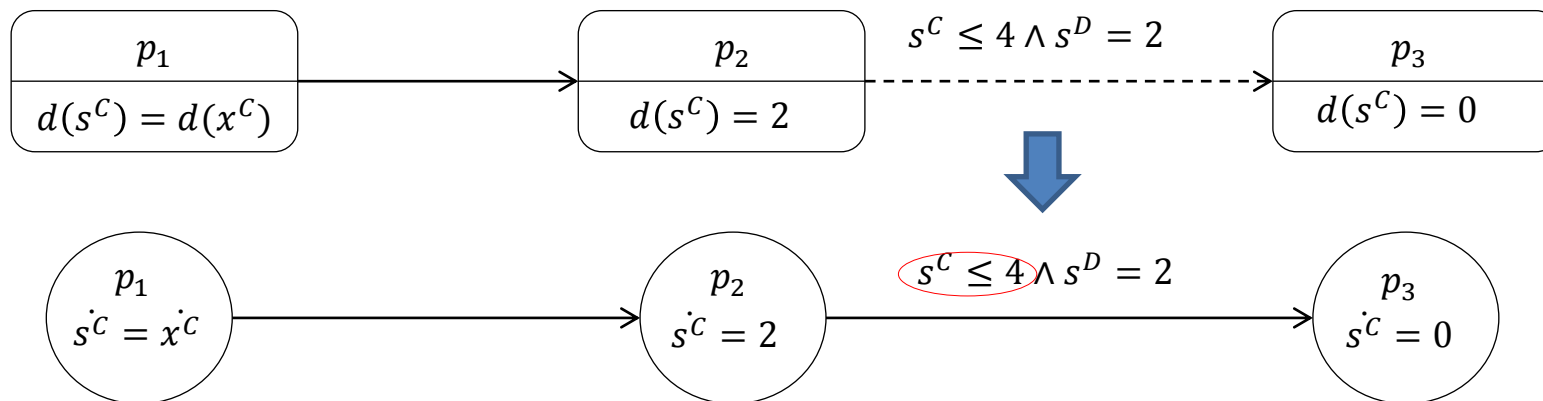 p₁
d(s^C) = d(x^C)
p₂
d(s^C) = 2
s^C ≤ 4 ∧ s^D = 2
p₃
d(s^C) = 0
p₁
ṡ^C = ẋ^C
p₂
ṡ^C = 2
s^C ≤ 4 ∧ s^D = 2
p₃
ṡ^C = 0